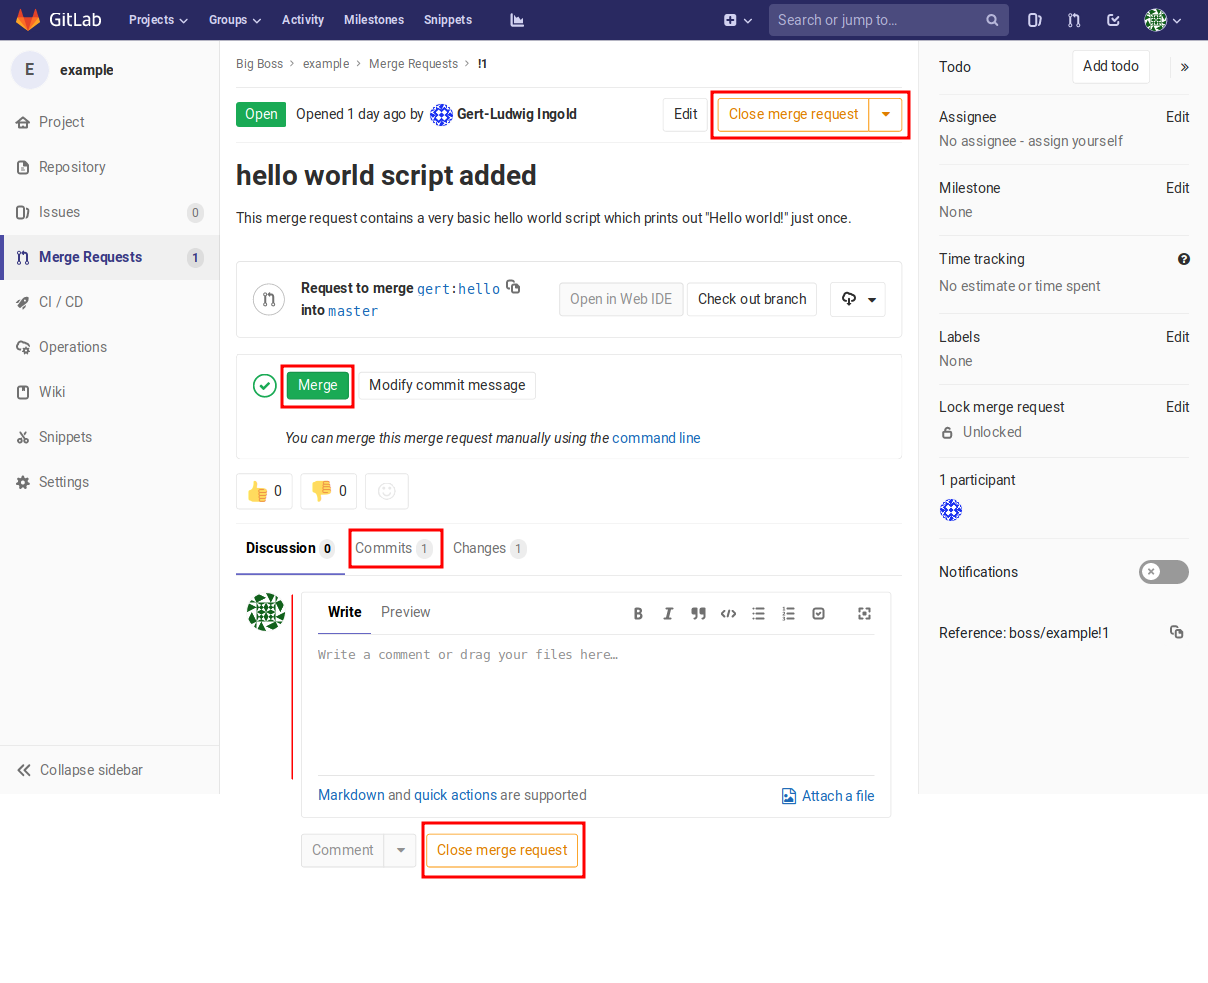 GitLab Projects Groups Activity Milestones Snippets Search or jump to...
E example
Project
Repository
Issues 0
Merge Requests 1
CI / CD
Operations
Wiki
Snippets
Settings
Collapse sidebar
Big Boss > example > Merge Requests > !1
Open Opened 1 day ago by Gert-Ludwig Ingold Edit Close merge request
hello world script added
This merge request contains a very basic hello world script which prints out "Hello world!" just once.
Request to merge gert:hello
into master
Open in Web IDE Check out branch
Merge Modify commit message
You can merge this merge request manually using the command line
0 0
Discussion 0 Commits 1 Changes 1
Write Preview
Write a comment or drag your files here…
Markdown and quick actions are supported Attach a file
Comment Close merge request
Todo Add todo »
Assignee Edit
No assignee - assign yourself
Milestone Edit
None
Time tracking
No estimate or time spent
Labels Edit
None
Lock merge request Edit
Unlocked
1 participant
Notifications
Reference: boss/example!1